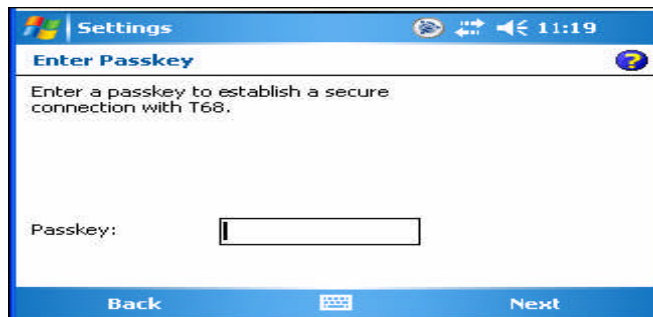 Settings 11:19
Enter Passkey
Enter a passkey to establish a secure
connection with T68.
Passkey:
Back Next